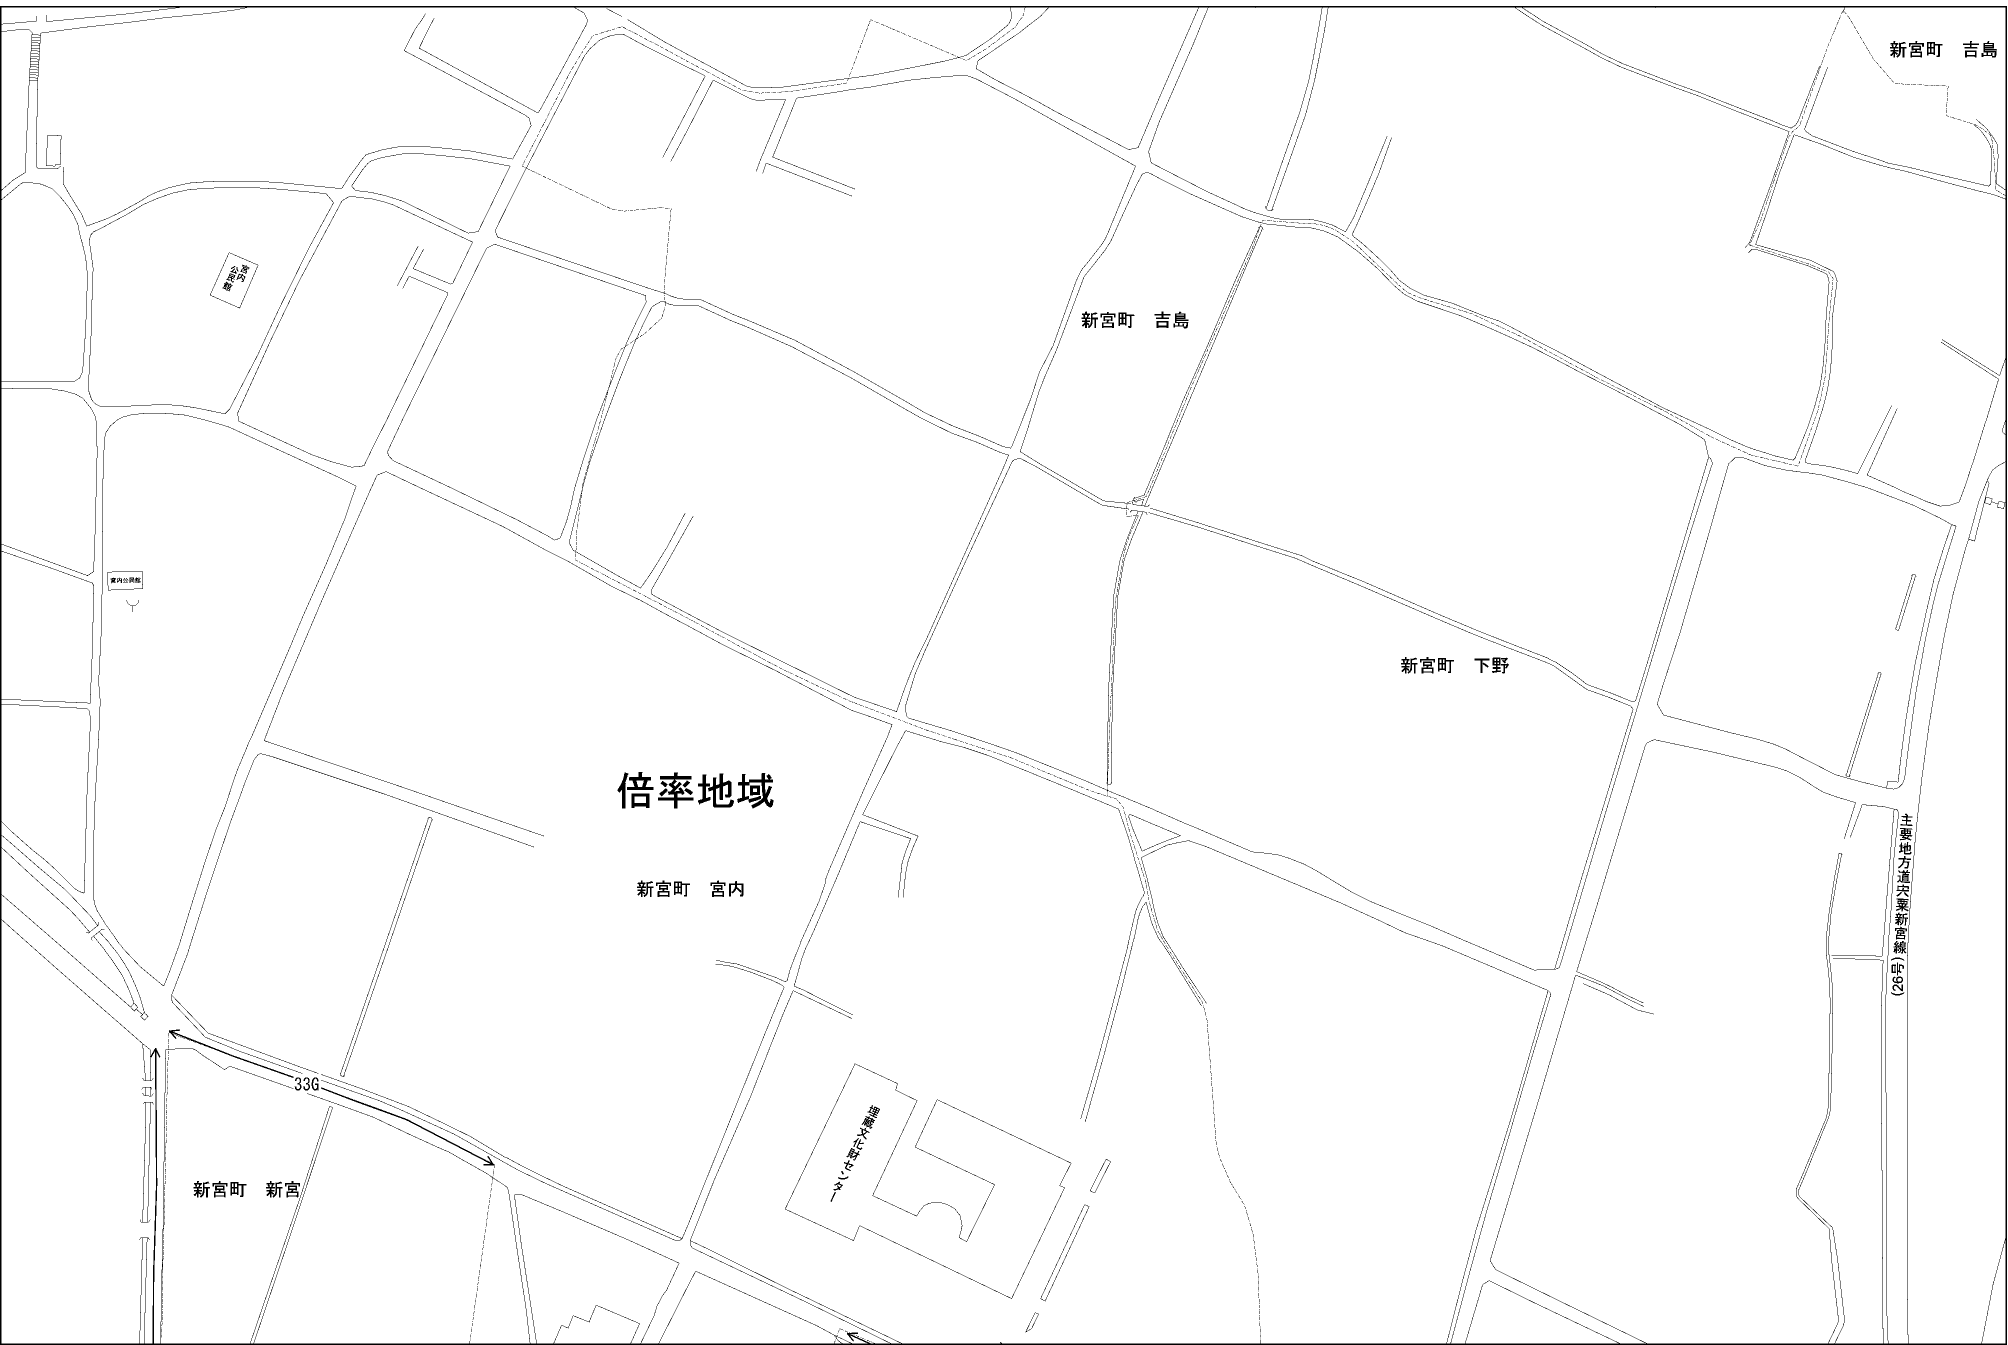 新宮町　吉島
宮内
公民館
新宮町　吉島
宮内公民館
新宮町　下野
倍率地域
主要地方道宍粟新宮線(26号)
新宮町　宮内
33G
埋蔵文化財センター
新宮町　新宮